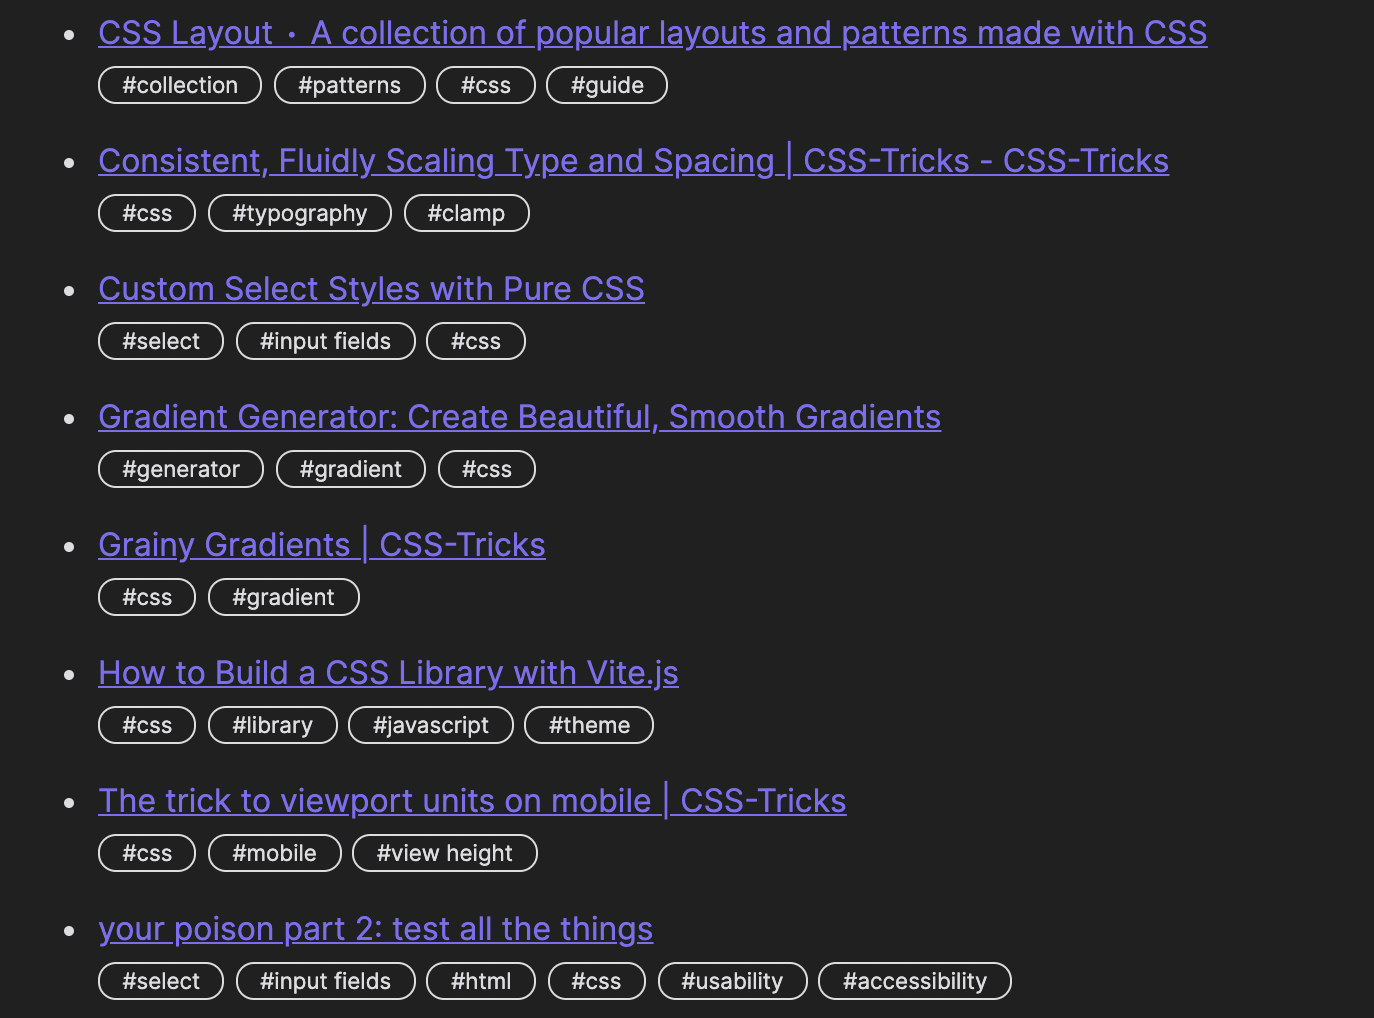 CSS Layout ・ A collection of popular layouts and patterns made with CSS
#collection #patterns #css #guide
Consistent, Fluidly Scaling Type and Spacing | CSS-Tricks - CSS-Tricks
#css #typography #clamp
Custom Select Styles with Pure CSS
#select #input fields #css
Gradient Generator: Create Beautiful, Smooth Gradients
#generator #gradient #css
Grainy Gradients | CSS-Tricks
#css #gradient
How to Build a CSS Library with Vite.js
#css #library #javascript #theme
The trick to viewport units on mobile | CSS-Tricks
#css #mobile #view height
your poison part 2: test all the things
#select #input fields #html #css #usability #accessibility